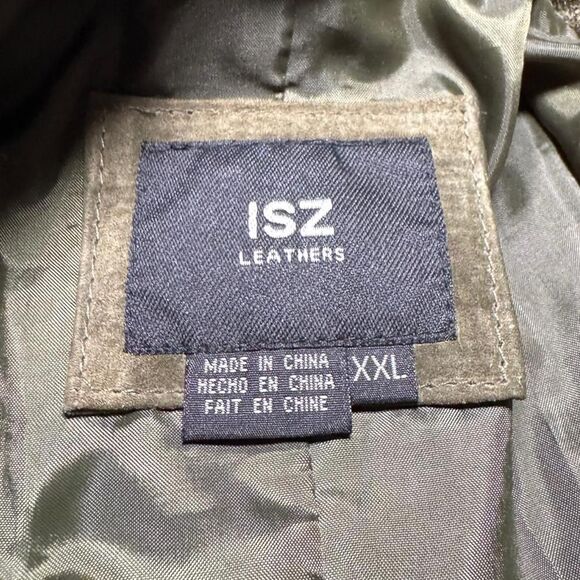 ISZ
LEATHERS
MADE IN CHINA
HECHO EN CHINA
FAIT EN CHINE
XXL